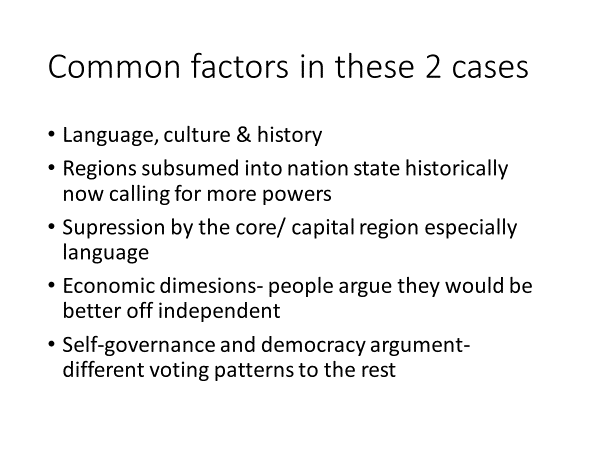 Common factors in these 2 cases
• Language, culture & history
• Regions subsumed into nation state historically
now calling for more powers
• Supression by the core/ capital region especially
language
• Economic dimesions- people argue they would be
better off independent
• Self-governance and democracy argument-
different voting patterns to the rest